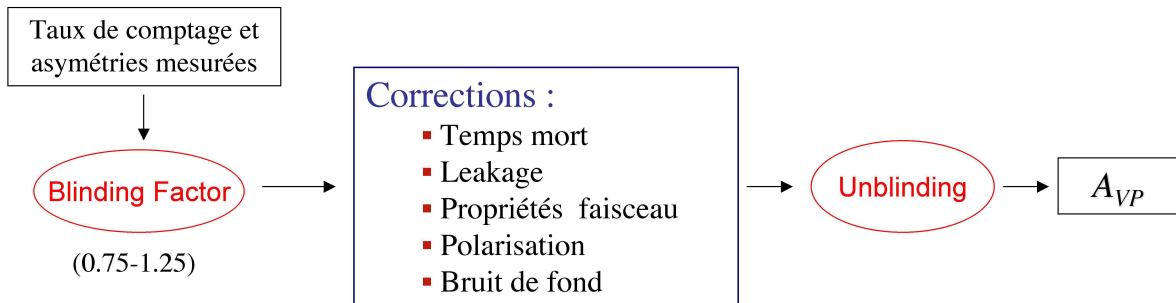 Taux de comptage et
asymétries mesurées
Blinding Factor
(0.75-1.25)
Corrections :
▪ Temps mort
▪ Leakage
▪ Propriétés faisceau
▪ Polarisation
▪ Bruit de fond
Unblinding
A_VP